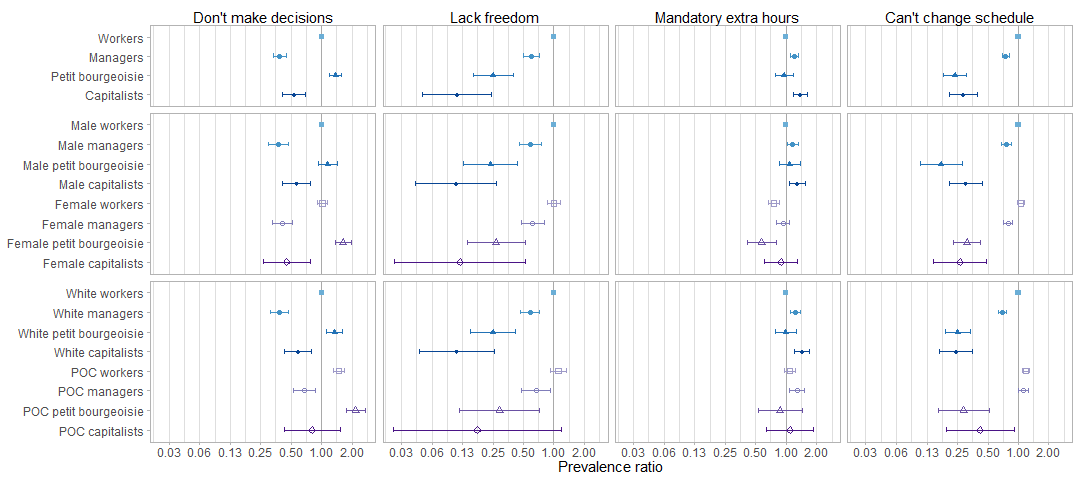 Don't make decisions Lack freedom Mandatory extra hours Can't change schedule
Workers
Managers
Petit bourgeoisie
Capitalists
Male workers
Male managers
Male petit bourgeoisie
Male capitalists
Female workers
Female managers
Female petit bourgeoisie
Female capitalists
White workers
White managers
White petit bourgeoisie
White capitalists
POC workers
POC managers
POC petit bourgeoisie
POC capitalists
0.03 0.06 0.13 0.25 0.50 1.00 2.00 0.03 0.06 0.13 0.25 0.50 1.00 2.00 0.03 0.06 0.13 0.25 0.50 1.00 2.00 0.03 0.06 0.13 0.25 0.50 1.00 2.00
Prevalence ratio